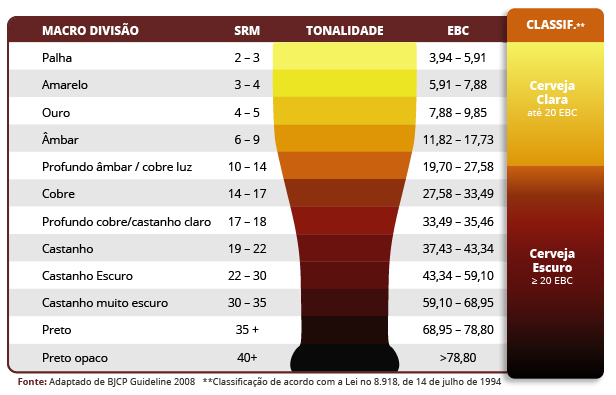 MACRO DIVISÃO SRM TONALIDADE EBC CLASSIF.**
Palha 2 – 3 3,94 – 5,91
Amarelo 3 – 4 5,91 – 7,88
Cerveja
Clara
até 20 EBC
Ouro 4 – 5 7,88 – 9,85
Âmbar 6 – 9 11,82 – 17,73
Profundo âmbar / cobre luz 10 – 14 19,70 – 27,58
Cobre 14 – 17 27,58 – 33,49
Profundo cobre/castanho claro 17 – 18 33,49 – 35,46
Castanho 19 – 22 37,43 – 43,34
Cerveja
Escuro
≥ 20 EBC
Castanho Escuro 22 – 30 43,34 – 59,10
Castanho muito escuro 30 – 35 59,10 – 68,95
Preto 35 + 68,95 – 78,80
Preto opaco 40+ >78,80
Fonte: Adaptado de BJCP Guideline 2008 **Classificação de acordo com a Lei no 8.918, de 14 de julho de 1994